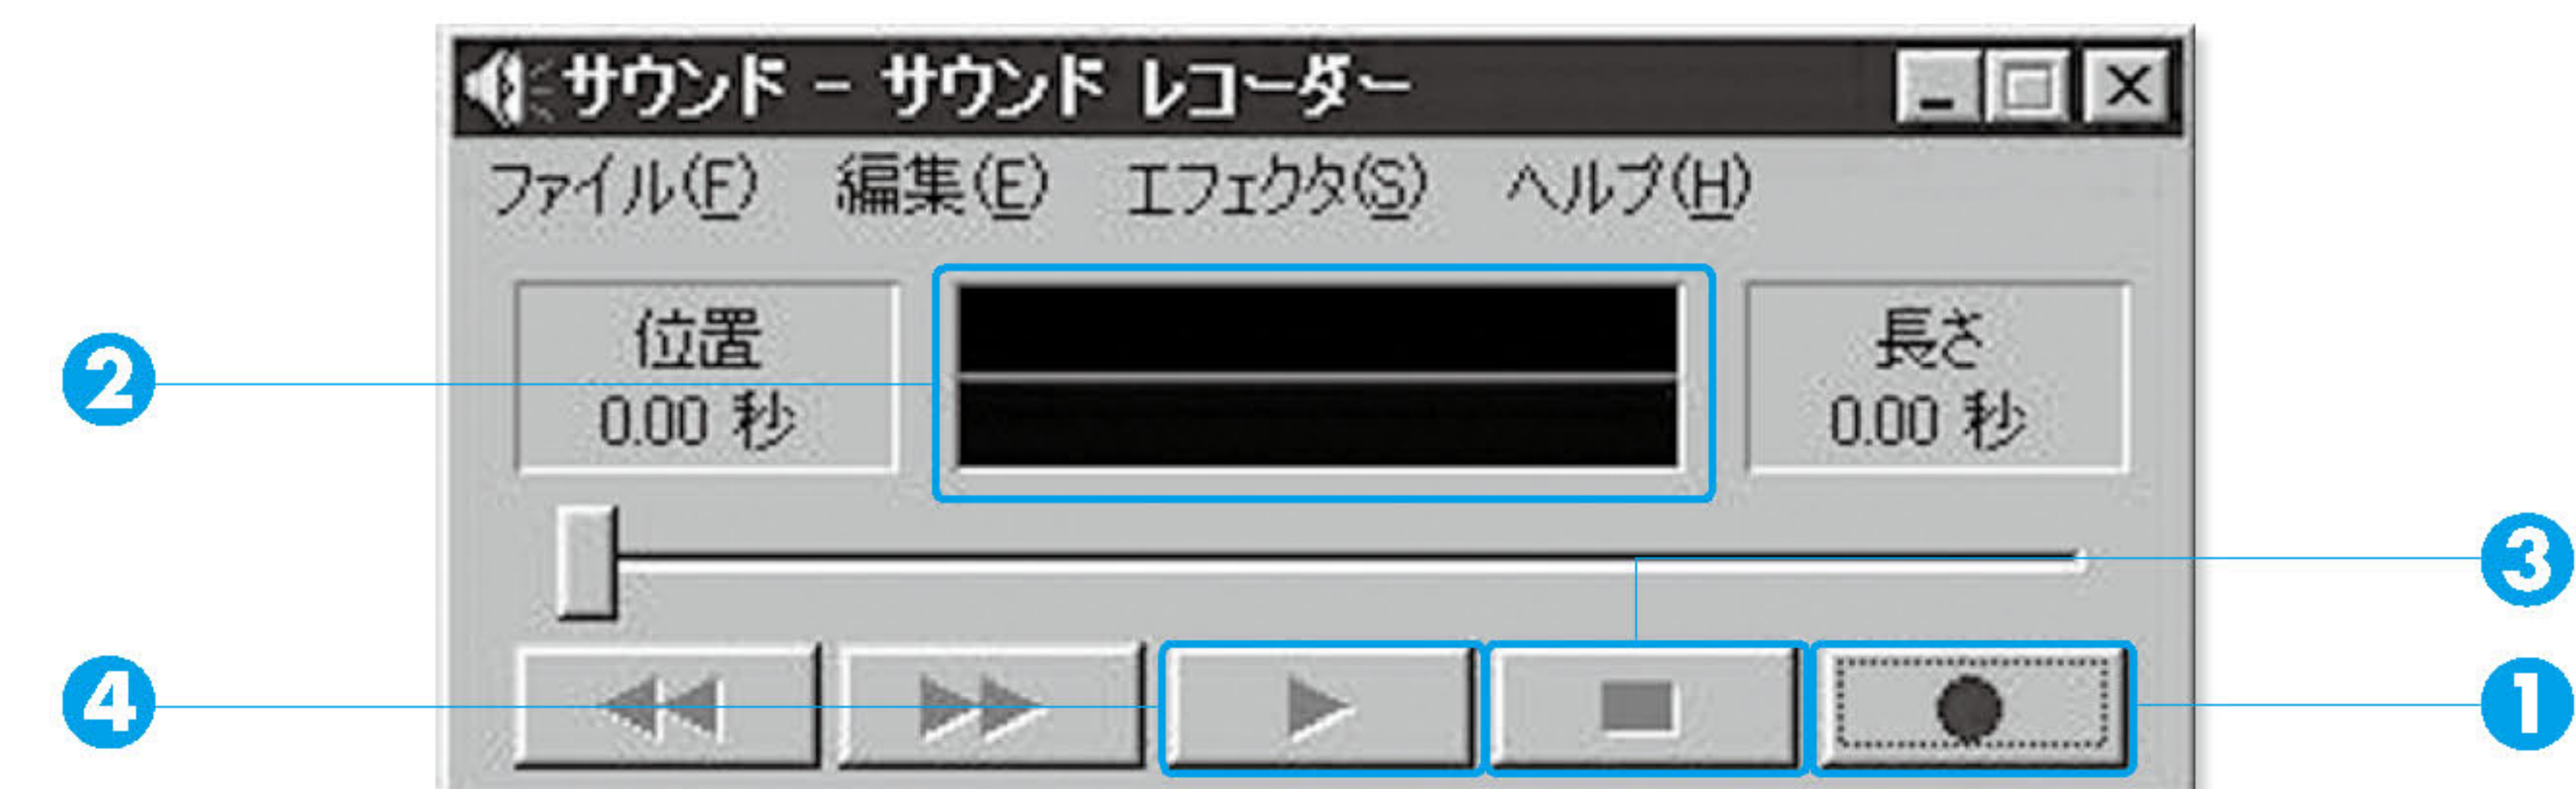 サウンド - サウンド レコーダー
ファイル(F) 編集(E) エフェクタ(S) ヘルプ(H)
位置
0.00 秒
長さ
0.00 秒
2
3
4
1